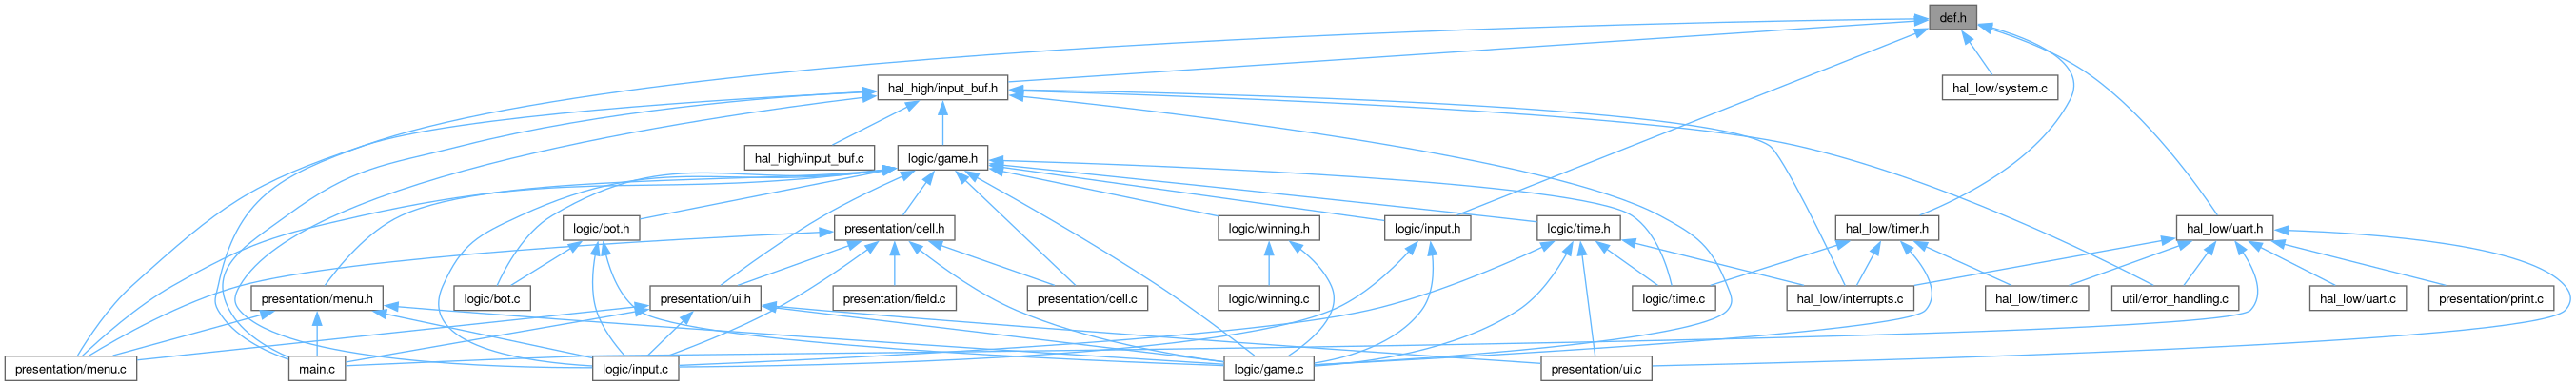 def.h
hal_high/input_buf.h
hal_low/system.c
hal_high/input_buf.c
logic/game.h
logic/bot.h
presentation/cell.h
logic/winning.h
logic/input.h
logic/time.h
hal_low/timer.h
hal_low/uart.h
presentation/menu.h
logic/bot.c
presentation/ui.h
presentation/field.c
presentation/cell.c
logic/winning.c
logic/time.c
hal_low/interrupts.c
hal_low/timer.c
util/error_handling.c
hal_low/uart.c
presentation/print.c
presentation/menu.c
main.c
logic/input.c
logic/game.c
presentation/ui.c